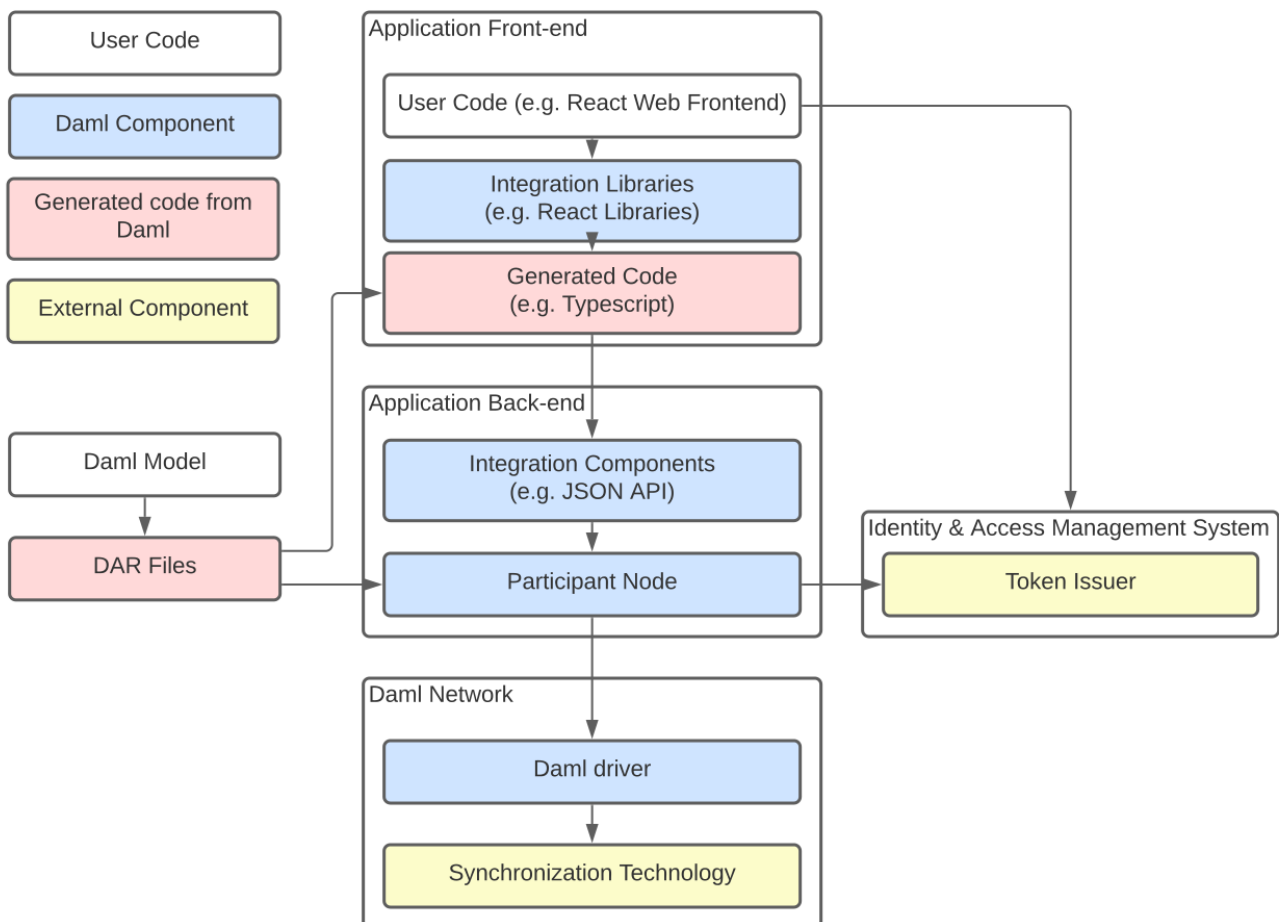 User Code
Daml Component
Generated code from
Daml
External Component
Daml Model
DAR Files
Application Front-end
User Code (e.g. React Web Frontend)
Integration Libraries
(e.g. React Libraries)
Generated Code
(e.g. Typescript)
Application Back-end
Integration Components
(e.g. JSON API)
Participant Node
Identity & Access Management System
Token Issuer
Daml Network
Daml driver
Synchronization Technology